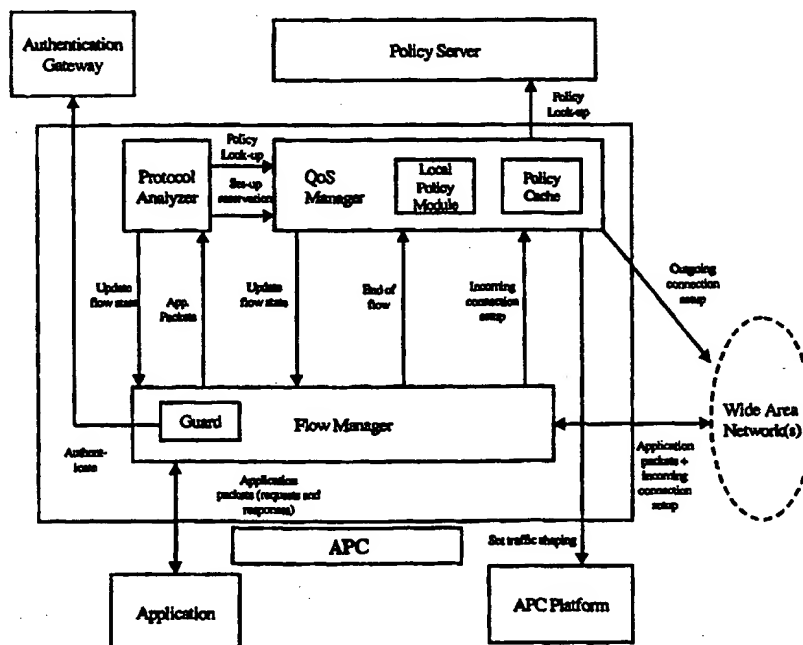 Authentication
Gateway
Policy Server
Policy
Look-up
Policy
Look-up
Protocol
Analyzer
Set-up
reservation
QoS
Manager
Local
Policy
Module
Policy
Cache
Update
flow state
App.
Packets
Update
flow state
End of
flow
Incoming
connection
setup
Outgoing
connection
setup
Guard
Flow Manager
Wide Area
Network(s)
Authent-
icate
Application
packets (requests and
responses)
Application
packets +
Incoming
connection
setup
APC
Set traffic shaping
Application
APC Platform